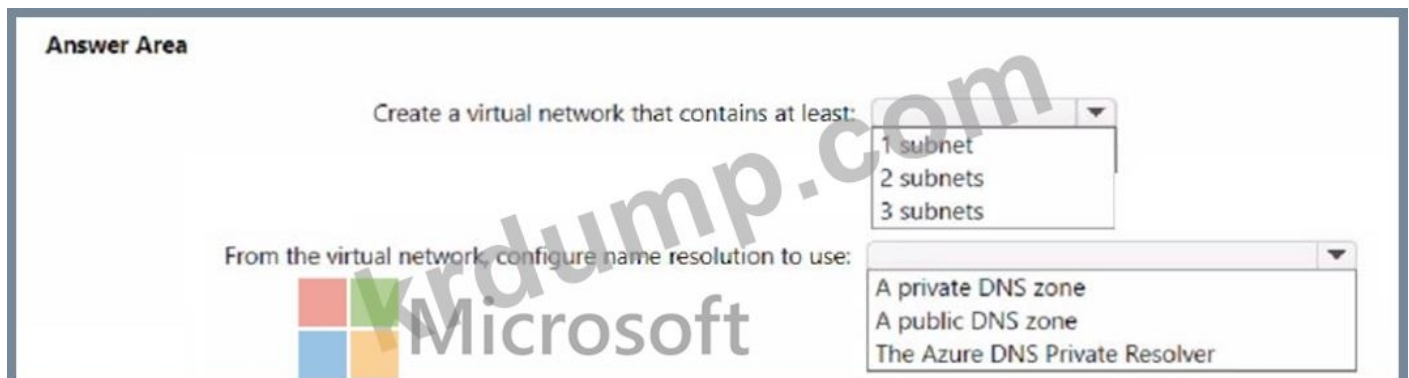 Answer Area
Create a virtual network that contains at least:
1 subnet
2 subnets
3 subnets
From the virtual network, configure name resolution to use:
A private DNS zone
A public DNS zone
The Azure DNS Private Resolver
krdump.com
Microsoft